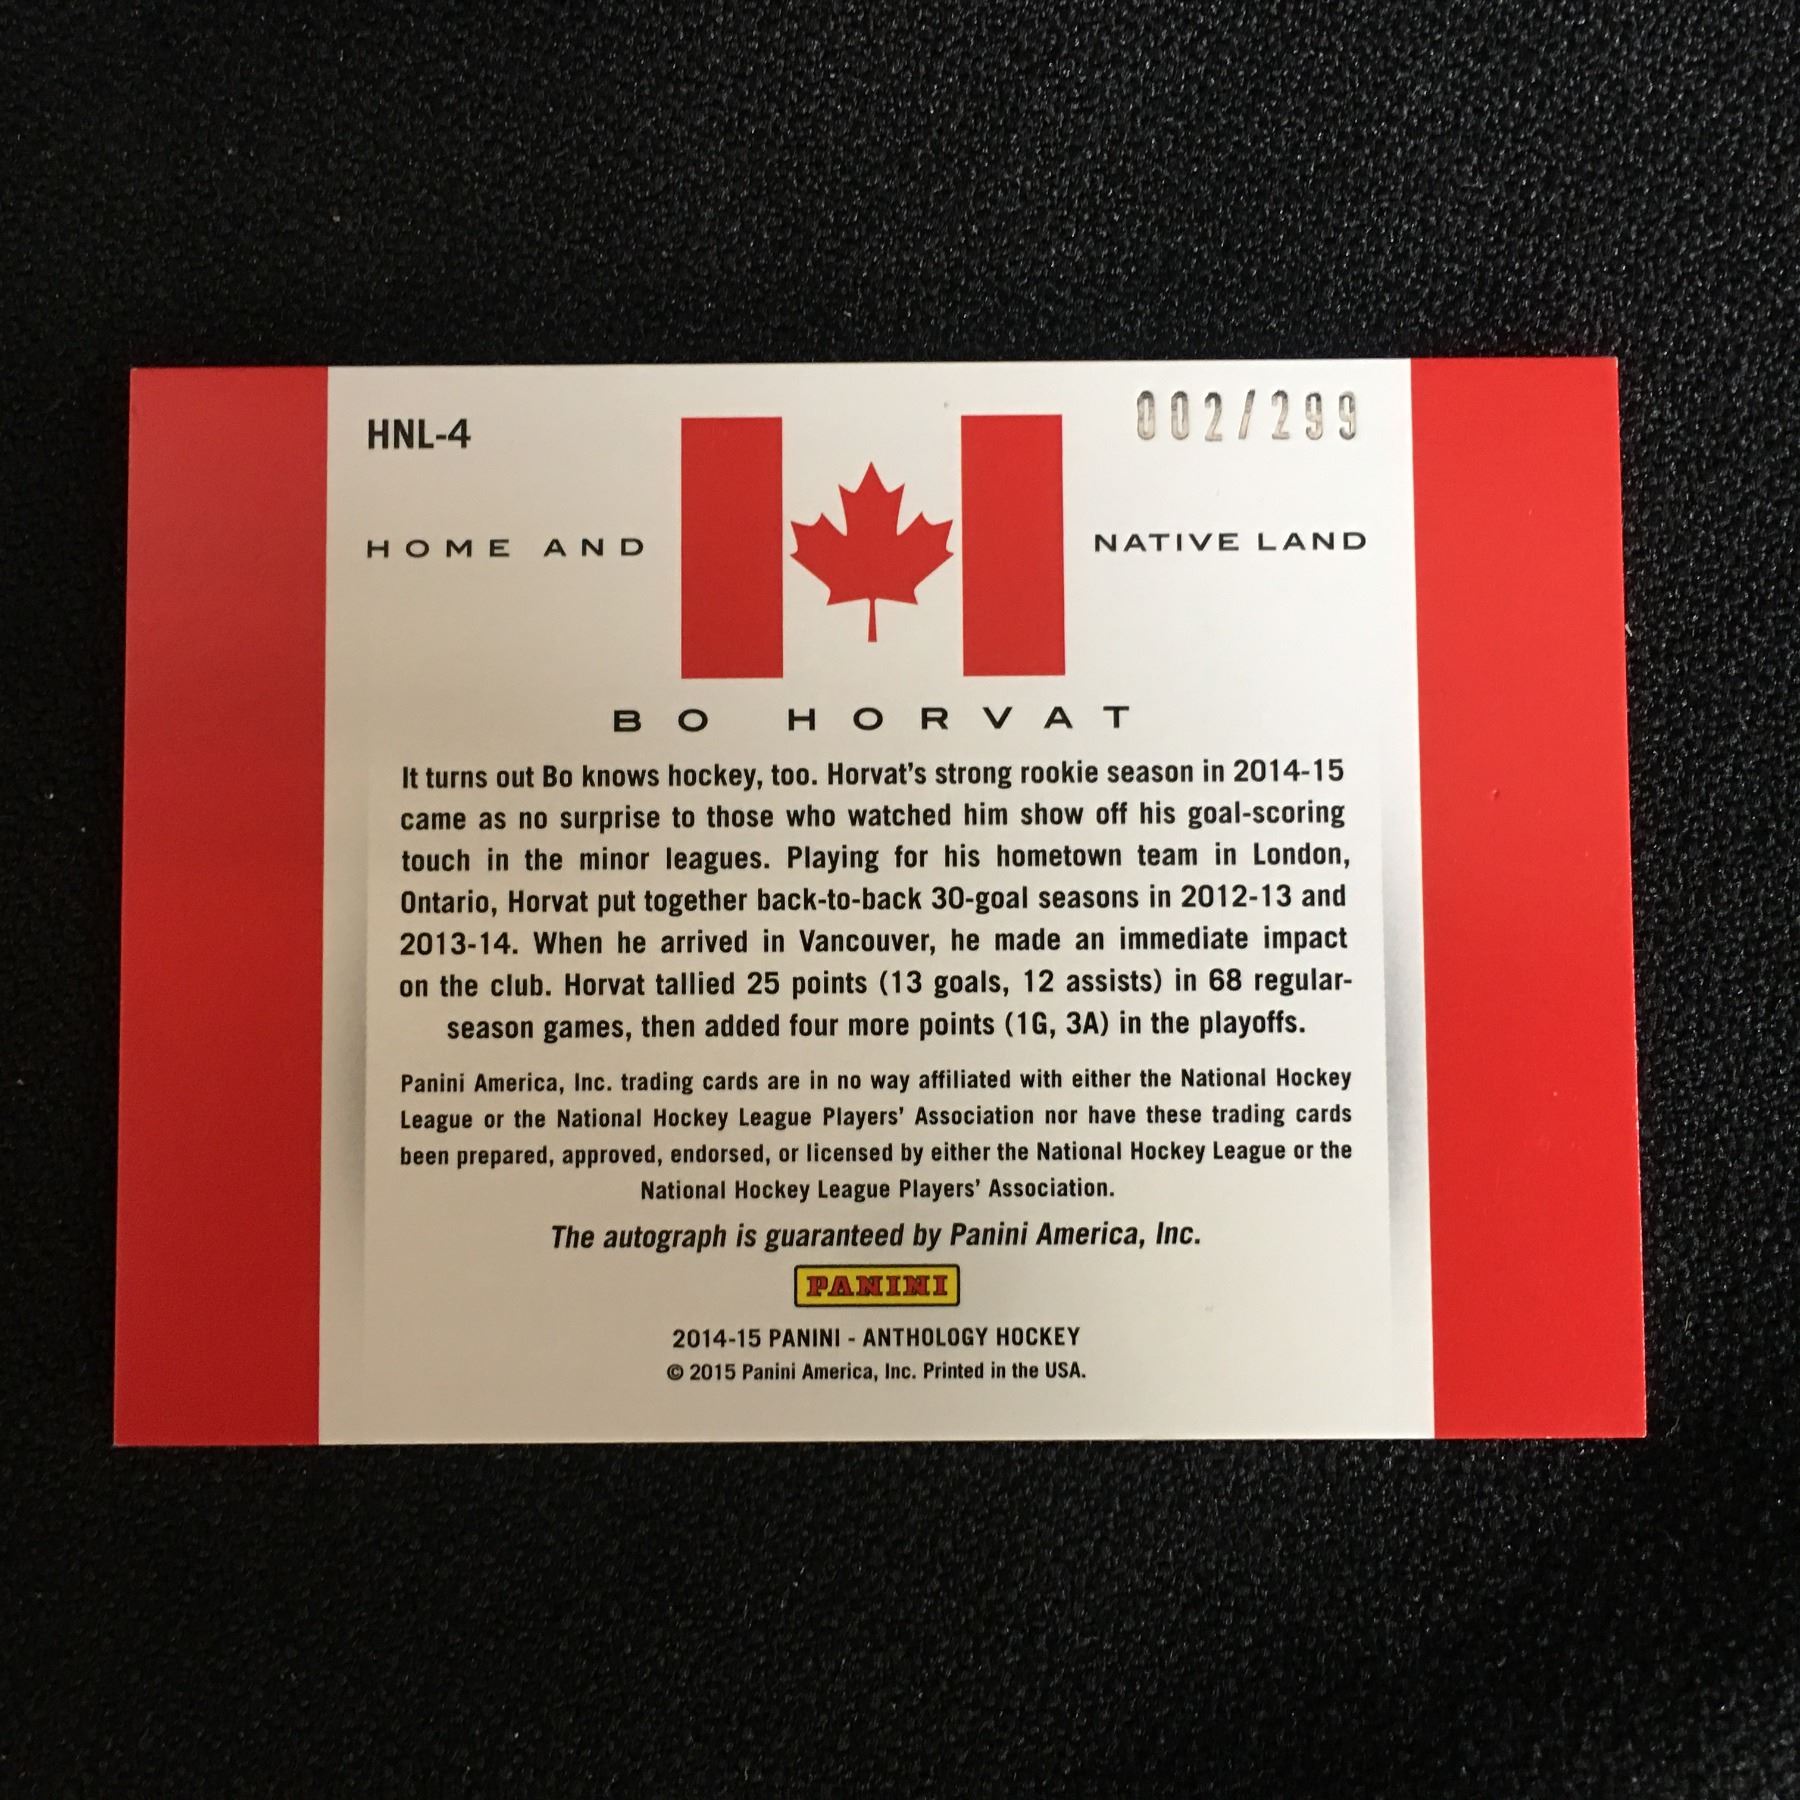 HNL-4
002/299
HOME AND
NATIVE LAND
BO HORVAT
It turns out Bo knows hockey, too. Horvat's strong rookie season in 2014-15
came as no surprise to those who watched him show off his goal-scoring
touch in the minor leagues. Playing for his hometown team in London,
Ontario, Horvat put together back-to-back 30-goal seasons in 2012-13 and
2013-14. When he arrived in Vancouver, he made an immediate impact
on the club. Horvat tallied 25 points (13 goals, 12 assists) in 68 regular-
season games, then added four more points (1G, 3A) in the playoffs.
Panini America, Inc. trading cards are in no way affiliated with either the National Hockey
League or the National Hockey League Players' Association nor have these trading cards
been prepared, approved, endorsed, or licensed by either the National Hockey League or the
National Hockey League Players' Association.
The autograph is guaranteed by Panini America, Inc.
PANINI
2014-15 PANINI - ANTHOLOGY HOCKEY
© 2015 Panini America, Inc. Printed in the USA.